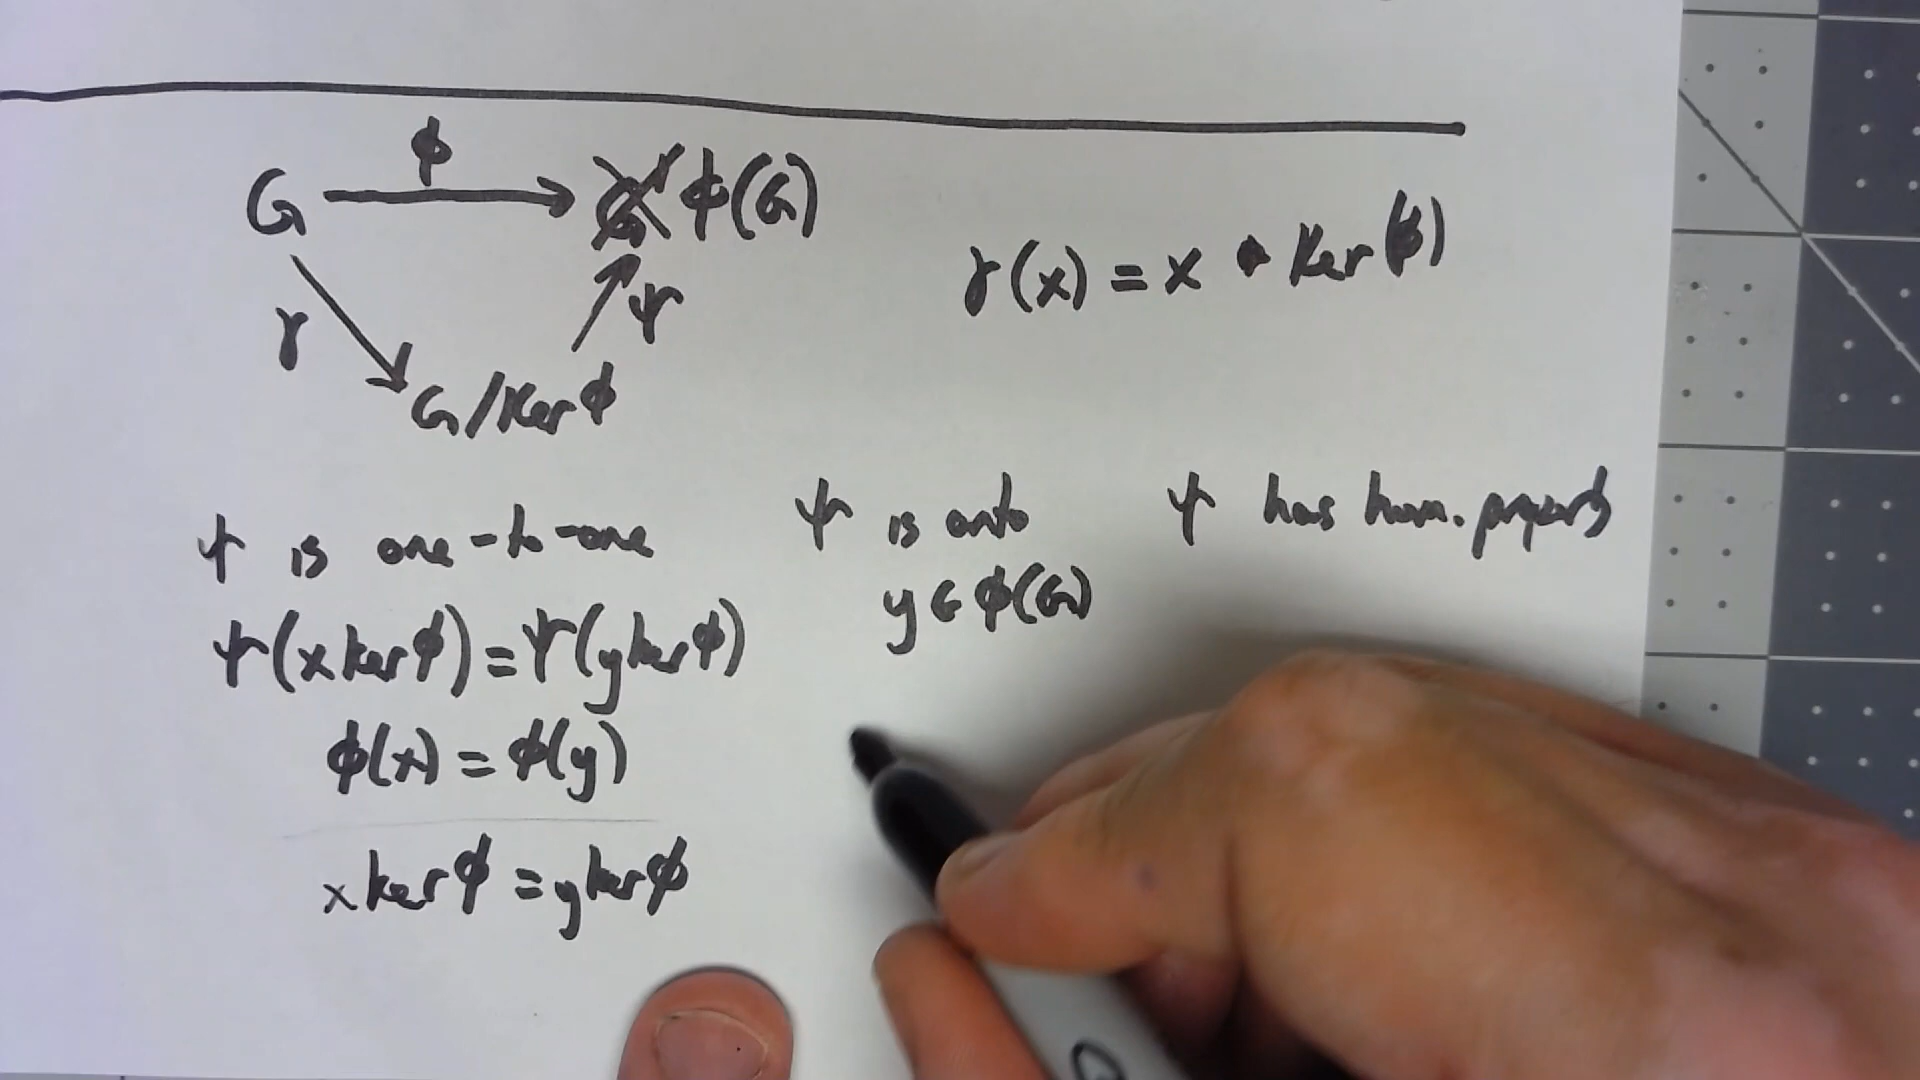 ϕ
G → ϕ(G)
γ(x) = x * Ker(ϕ)
γ ψ
G/Ker ϕ
ψ is one-to-one
ψ(x ker ϕ) = ψ(y ker ϕ)
ϕ(x) = ϕ(y)
x ker ϕ = y ker ϕ
ψ is onto
y ∈ ϕ(G)
ψ has hom. property